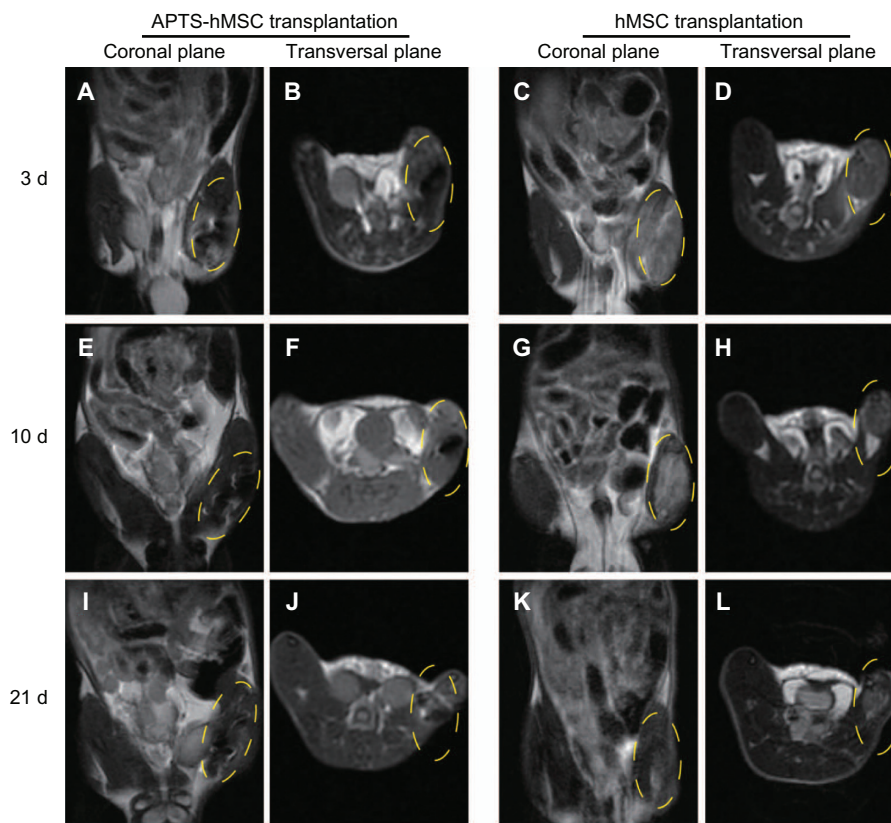 APTS-hMSC transplantation hMSC transplantation
Coronal plane Transversal plane Coronal plane Transversal plane
3 d A B C D
10 d E F G H
21 d I J K L